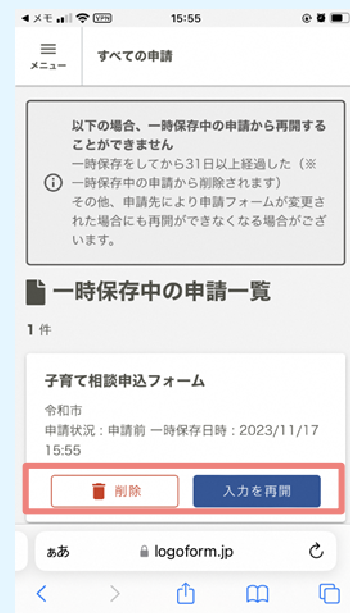 メモ VPN 15:55
メニュー すべての申請
以下の場合、一時保存中の申請から再開する
ことができません
一時保存をしてから31日以上経過した（※
一時保存中の申請から削除されます）
その他、申請先により申請フォームが変更さ
れた場合にも再開ができなくなる場合がござ
います。
一時保存中の申請一覧
1 件
子育て相談申込フォーム
令和市
申請状況：申請前 一時保存日時：2023/11/17
15:55
削除 入力を再開
ぁあ logoform.jp